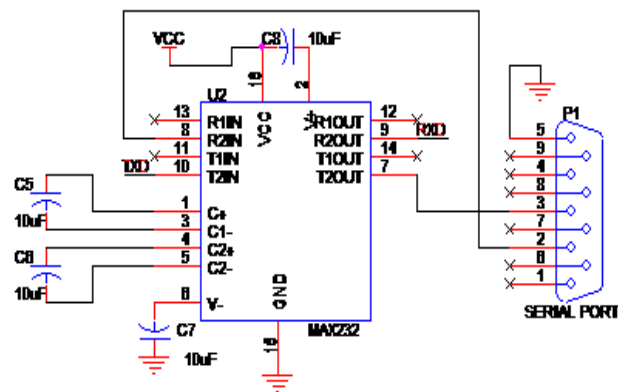 VCC
C8
10uF
U2
16
2
13
R1IN
8
R2IN
11
T1IN
TXD
10
T2IN
VCC
V+
R1OUT
12
R2OUT
9
RXD
T1OUT
14
T2OUT
7
C5
10uF
1
C+
3
C1-
4
C2+
5
C2-
C6
10uF
6
V-
C7
10uF
GND
15
MAX232
P1
5
9
4
8
3
7
2
6
1
SERIAL PORT